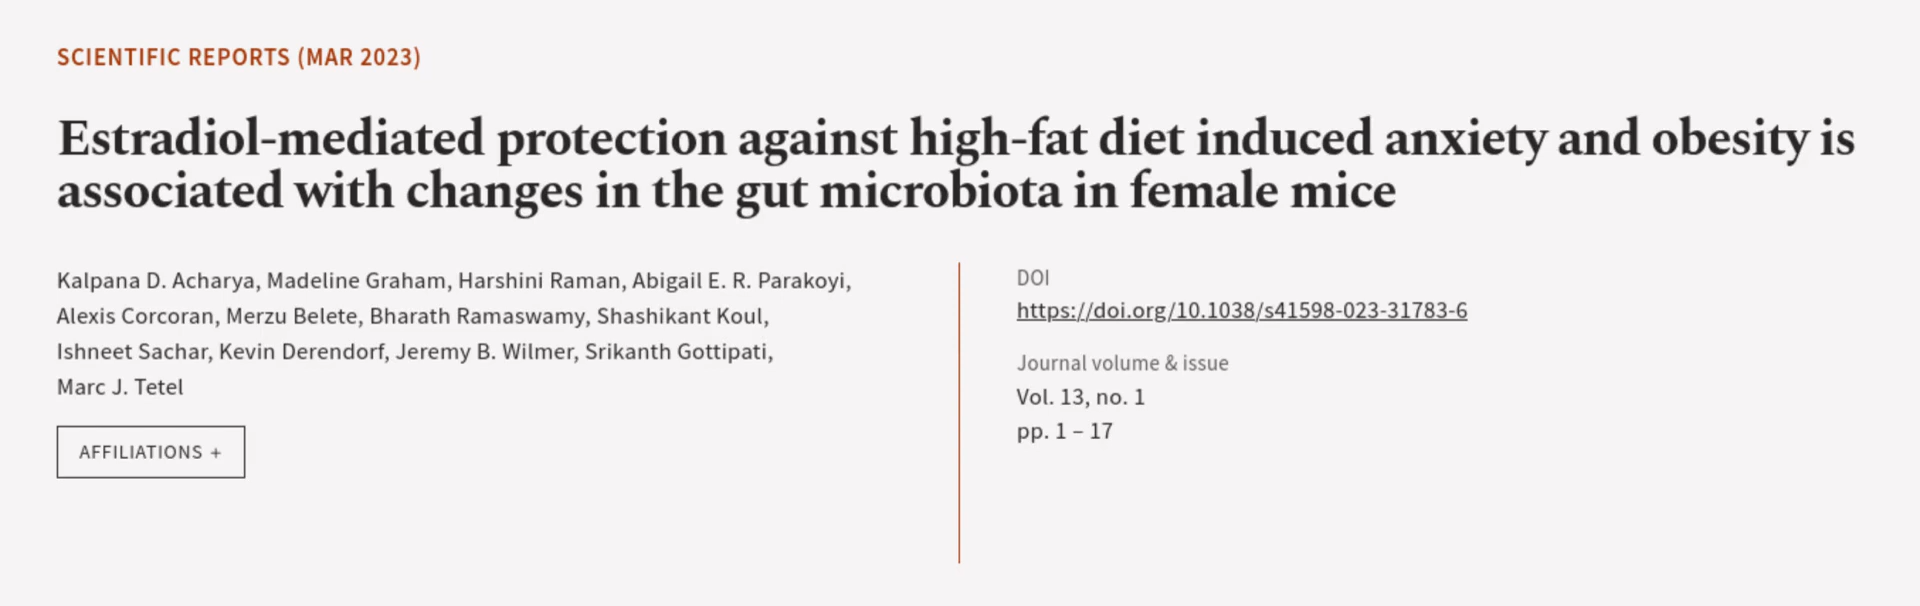 SCIENTIFIC REPORTS (MAR 2023)
Estradiol-mediated protection against high-fat diet induced anxiety and obesity is
associated with changes in the gut microbiota in female mice
Kalpana D. Acharya, Madeline Graham, Harshini Raman, Abigail E. R. Parakoyi,
Alexis Corcoran, Merzu Belete, Bharath Ramaswamy, Shashikant Koul,
Ishneet Sachar, Kevin Derendorf, Jeremy B. Wilmer, Srikanth Gottipati,
Marc J. Tetel
AFFILIATIONS +
DOI
https://doi.org/10.1038/s41598-023-31783-6
Journal volume & issue
Vol. 13, no. 1
pp. 1 – 17